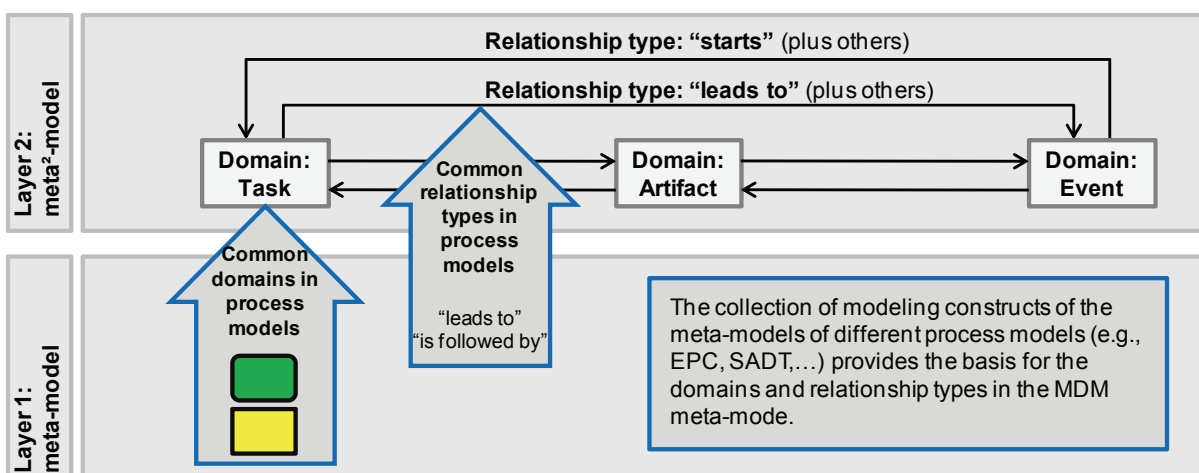 Layer 2:
meta²-model
Relationship type: “starts” (plus others)
Relationship type: “leads to” (plus others)
Domain:
Task
Domain:
Artifact
Domain:
Event
Common
relationship
types in
process
models
“leads to”
“is followed by”
Common
domains in
process
models
Layer 1:
meta-model
The collection of modeling constructs of the
meta-models of different process models (e.g.,
EPC, SADT,…) provides the basis for the
domains and relationship types in the MDM
meta-mode.